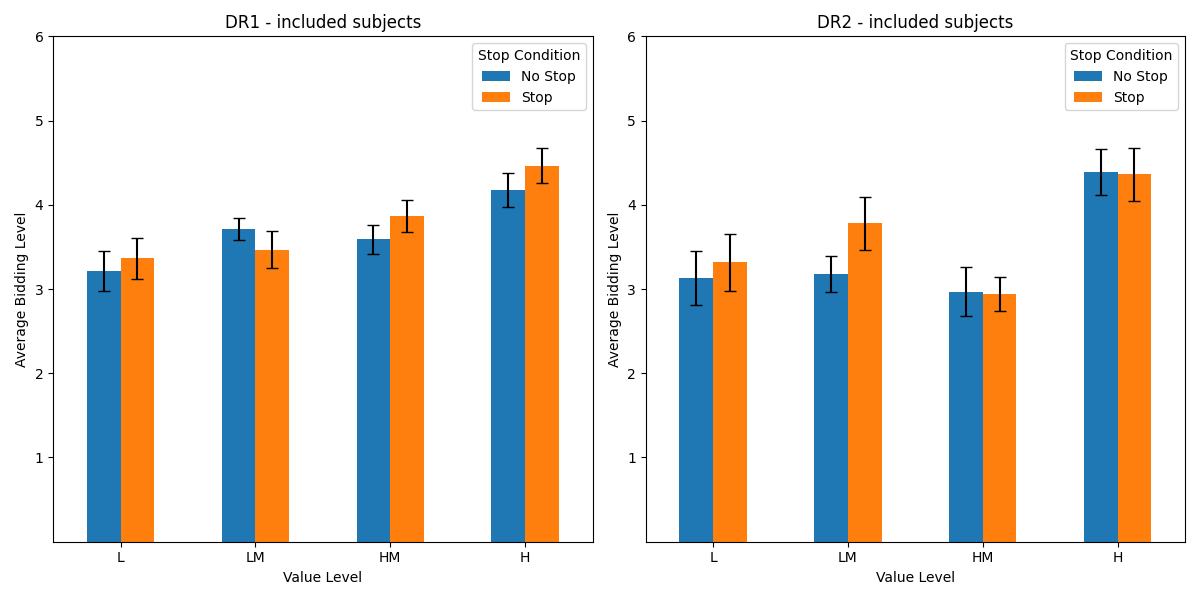 DR1 - included subjects
6
5
4
3
2
1
Average Bidding Level
Stop Condition
No Stop
Stop
L
LM
HM
H
Value Level
DR2 - included subjects
6
5
4
3
2
1
Average Bidding Level
Stop Condition
No Stop
Stop
L
LM
HM
H
Value Level